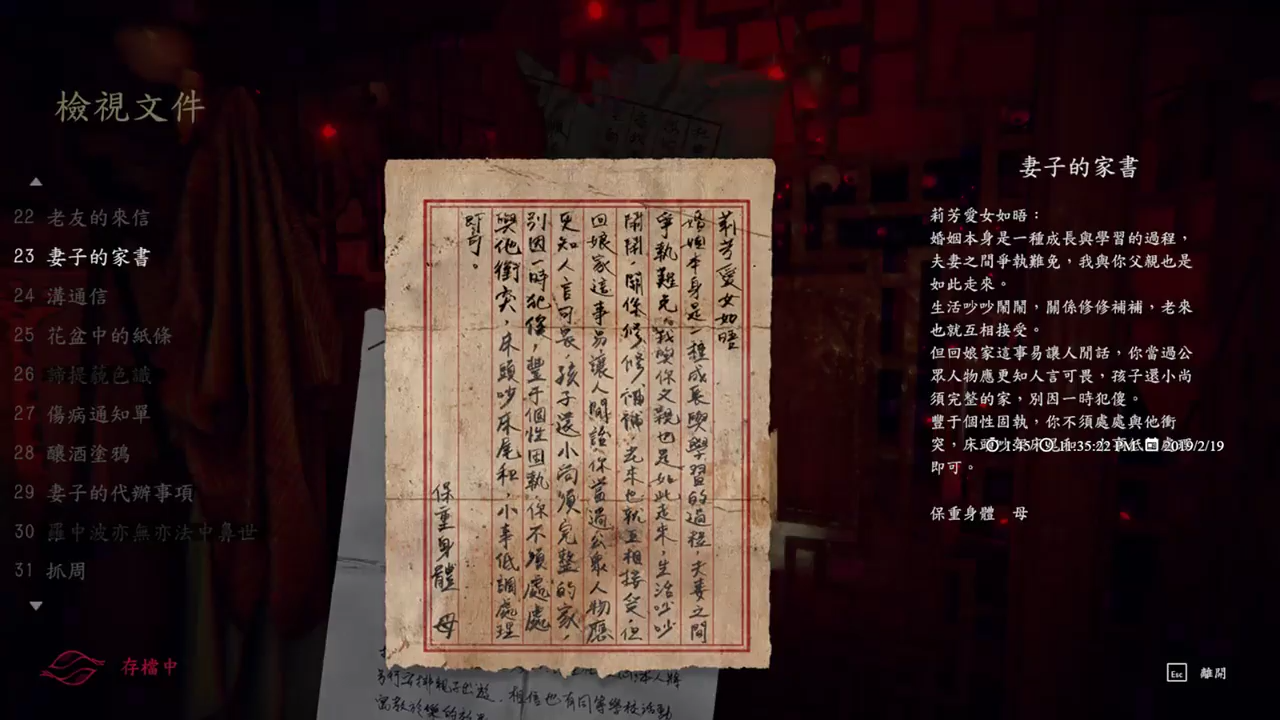 檢視文件
22 老友的來信
23 妻子的家書
24 溝通信
25 花盆中的紙條
26 諦提藐色讖
27 傷病通知單
28 釀酒塗鴉
29 妻子的代辦事項
30 羅中波亦無亦法中鼻世
31 抓周
存檔中
莉芳愛女如晤
婚姻本身是一種成長與學習的過程，夫妻之間
爭執難免。我與你父親也是如此走來，生活吵吵
鬧鬧，關係修修補補，老來也就互相接受。但
回娘家這事易讓人閒話，你當過公眾人物應
更知人言可畏，孩子還小尚須完整的家，
別因一時犯傻，豐于個性固執，你不須處處
與他衝突，床頭吵床尾和，小事低調處理
即可。
保重身體 母
妻子的家書
莉芳愛女如晤：
婚姻本身是一種成長與學習的過程，
夫妻之間爭執難免，我與你父親也是
如此走來。
生活吵吵鬧鬧，關係修修補補，老來
也就互相接受。
但回娘家這事易讓人閒話，你當過公
眾人物應更知人言可畏，孩子還小尚
須完整的家，別因一時犯傻。
豐于個性固執，你不須處處與他衝
突，床頭吵
1:45 11:35:22 PM 2019/2/19
即可。
保重身體 母
Esc 離開